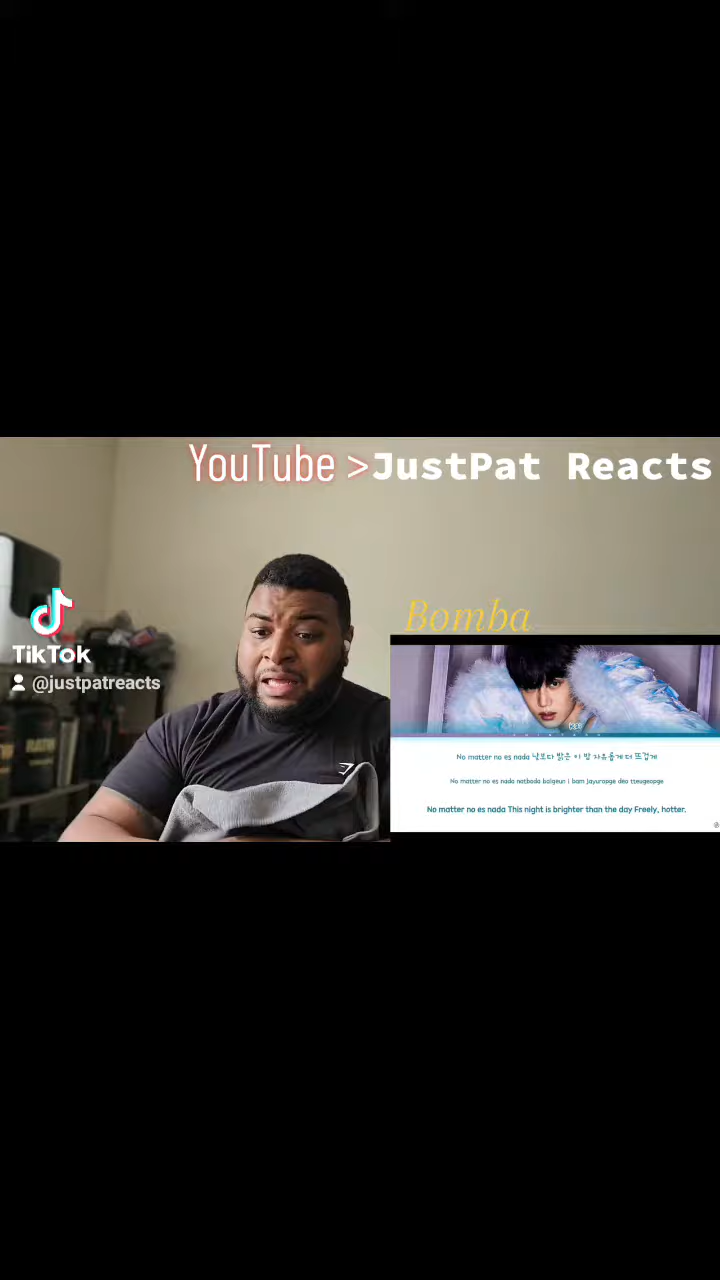 YouTube >JustPat Reacts
TikTok
@justpatreacts
Bomba
No matter no es nada 낮보다 밝은 이 밤 자유롭게 더 뜨겁게
No matter no es nada natboda balgeun i bam jayuropge deo tteugeopge
No matter no es nada This night is brighter than the day Freely, hotter.